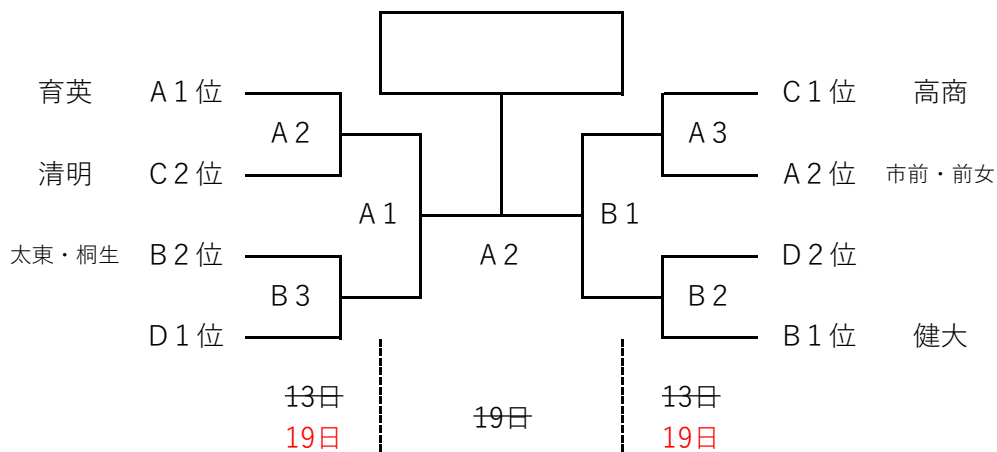 育英 A1位 C1位 高商
A2 A3
清明 C2位 A2位 市前・前女
A1 B1
太東・桐生 B2位 A2 D2位
B3 B2
D1位 B1位 健大
13日 19日 13日
19日 19日